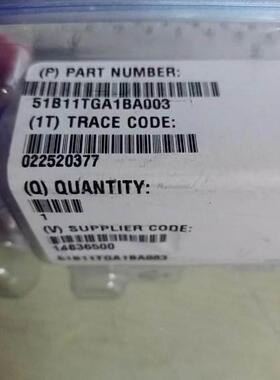 (P) PART NUMBER:
51B11TGA1BA003
(1T) TRACE CODE:
022520377
(Q) QUANTITY:
1
(V) SUPPLIER CODE:
14836500
51B11TGA1BA003